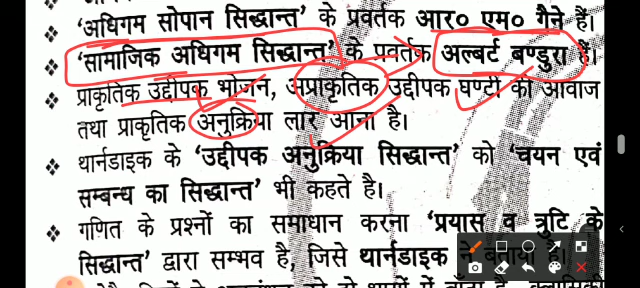 'अधिगम सोपान सिद्धान्त' के प्रवर्तक आर० एम० गैने हैं।
'सामाजिक अधिगम सिद्धान्त' के प्रवर्तक अल्बर्ट बण्डुरा हैं।
प्राकृतिक उद्दीपक भोजन, अप्राकृतिक उद्दीपक घण्टी की आवाज
तथा प्राकृतिक अनुक्रिया लार आना है।
थार्नडाइक के 'उद्दीपक अनुक्रिया सिद्धान्त' को 'चयन एवं
सम्बन्ध का सिद्धान्त' भी कहते है।
गणित के प्रश्नों का समाधान करना 'प्रयास व त्रुटि के
सिद्धान्त' द्वारा सम्भव है, जिसे थार्नडाइक ने बताया है।